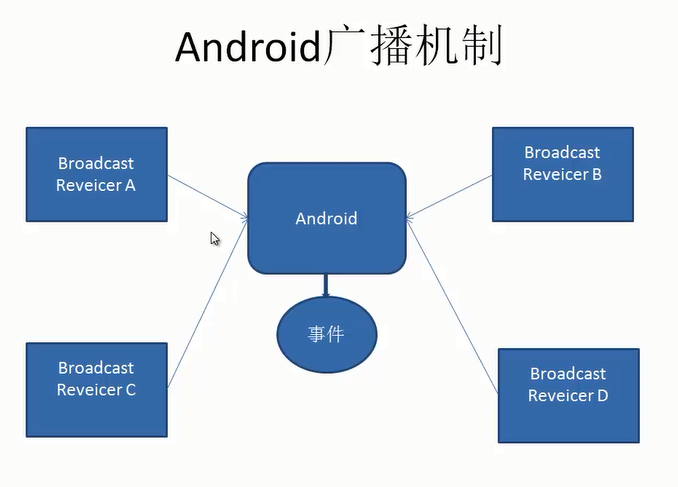 Android广播机制
Broadcast
Reveicer A
Broadcast
Reveicer B
Android
事件
Broadcast
Reveicer C
Broadcast
Reveicer D